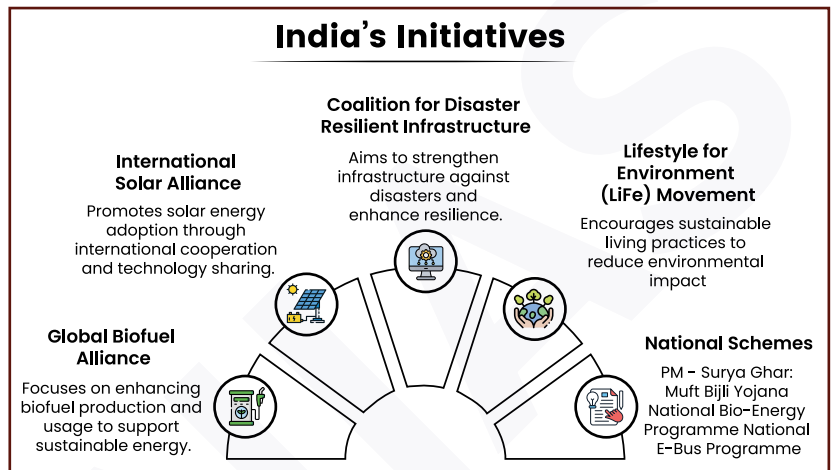 India's Initiatives
Coalition for Disaster
Resilient Infrastructure
Aims to strengthen
infrastructure against
disasters and
enhance resilience.
International
Solar Alliance
Promotes solar energy
adoption through
international cooperation
and technology sharing.
Lifestyle for
Environment
(LiFe) Movement
Encourages sustainable
living practices to
reduce environmental
impact
Global Biofuel
Alliance
Focuses on enhancing
biofuel production and
usage to support
sustainable energy.
National Schemes
PM - Surya Ghar:
Muft Bijli Yojana
National Bio-Energy
Programme National
E-Bus Programme